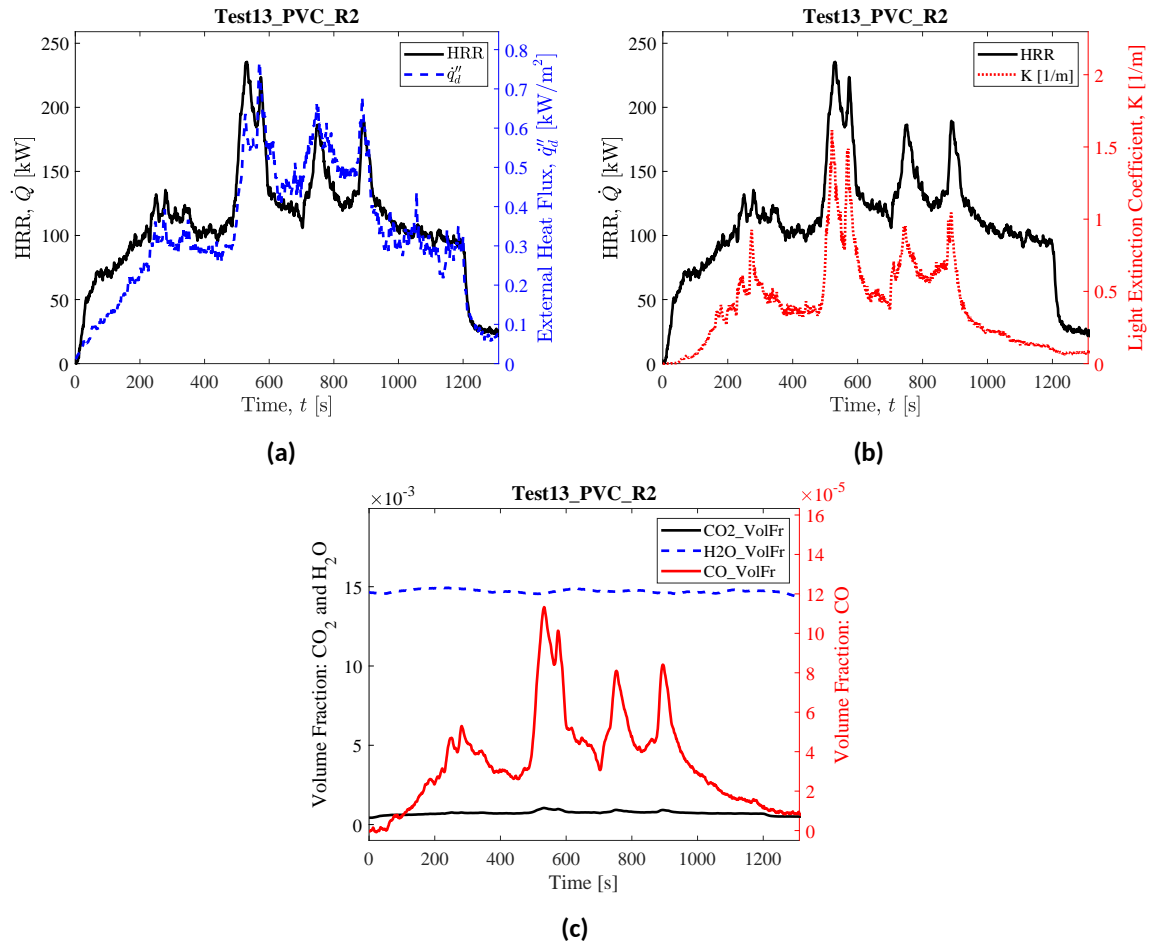 Test13_PVC_R2
HRR
q̇″_d
HRR, Q̇ [kW]
250
200
150
100
50
0
0.8
0.7
0.6
0.5
0.4
0.3
0.2
0.1
0
External Heat Flux, q̇″_d [kW/m²]
0 200 400 600 800 1000 1200
Time, t [s]
(a)
Test13_PVC_R2
HRR
K [1/m]
HRR, Q̇ [kW]
250
200
150
100
50
0
2
1.5
1
0.5
0
Light Extinction Coefficient, K [1/m]
0 200 400 600 800 1000 1200
Time, t [s]
(b)
Test13_PVC_R2
×10⁻³
×10⁻⁵
CO2_VolFr
H2O_VolFr
CO_VolFr
Volume Fraction: CO₂ and H₂O
15
10
5
0
16
14
12
10
8
6
4
2
0
Volume Fraction: CO
0 200 400 600 800 1000 1200
Time [s]
(c)